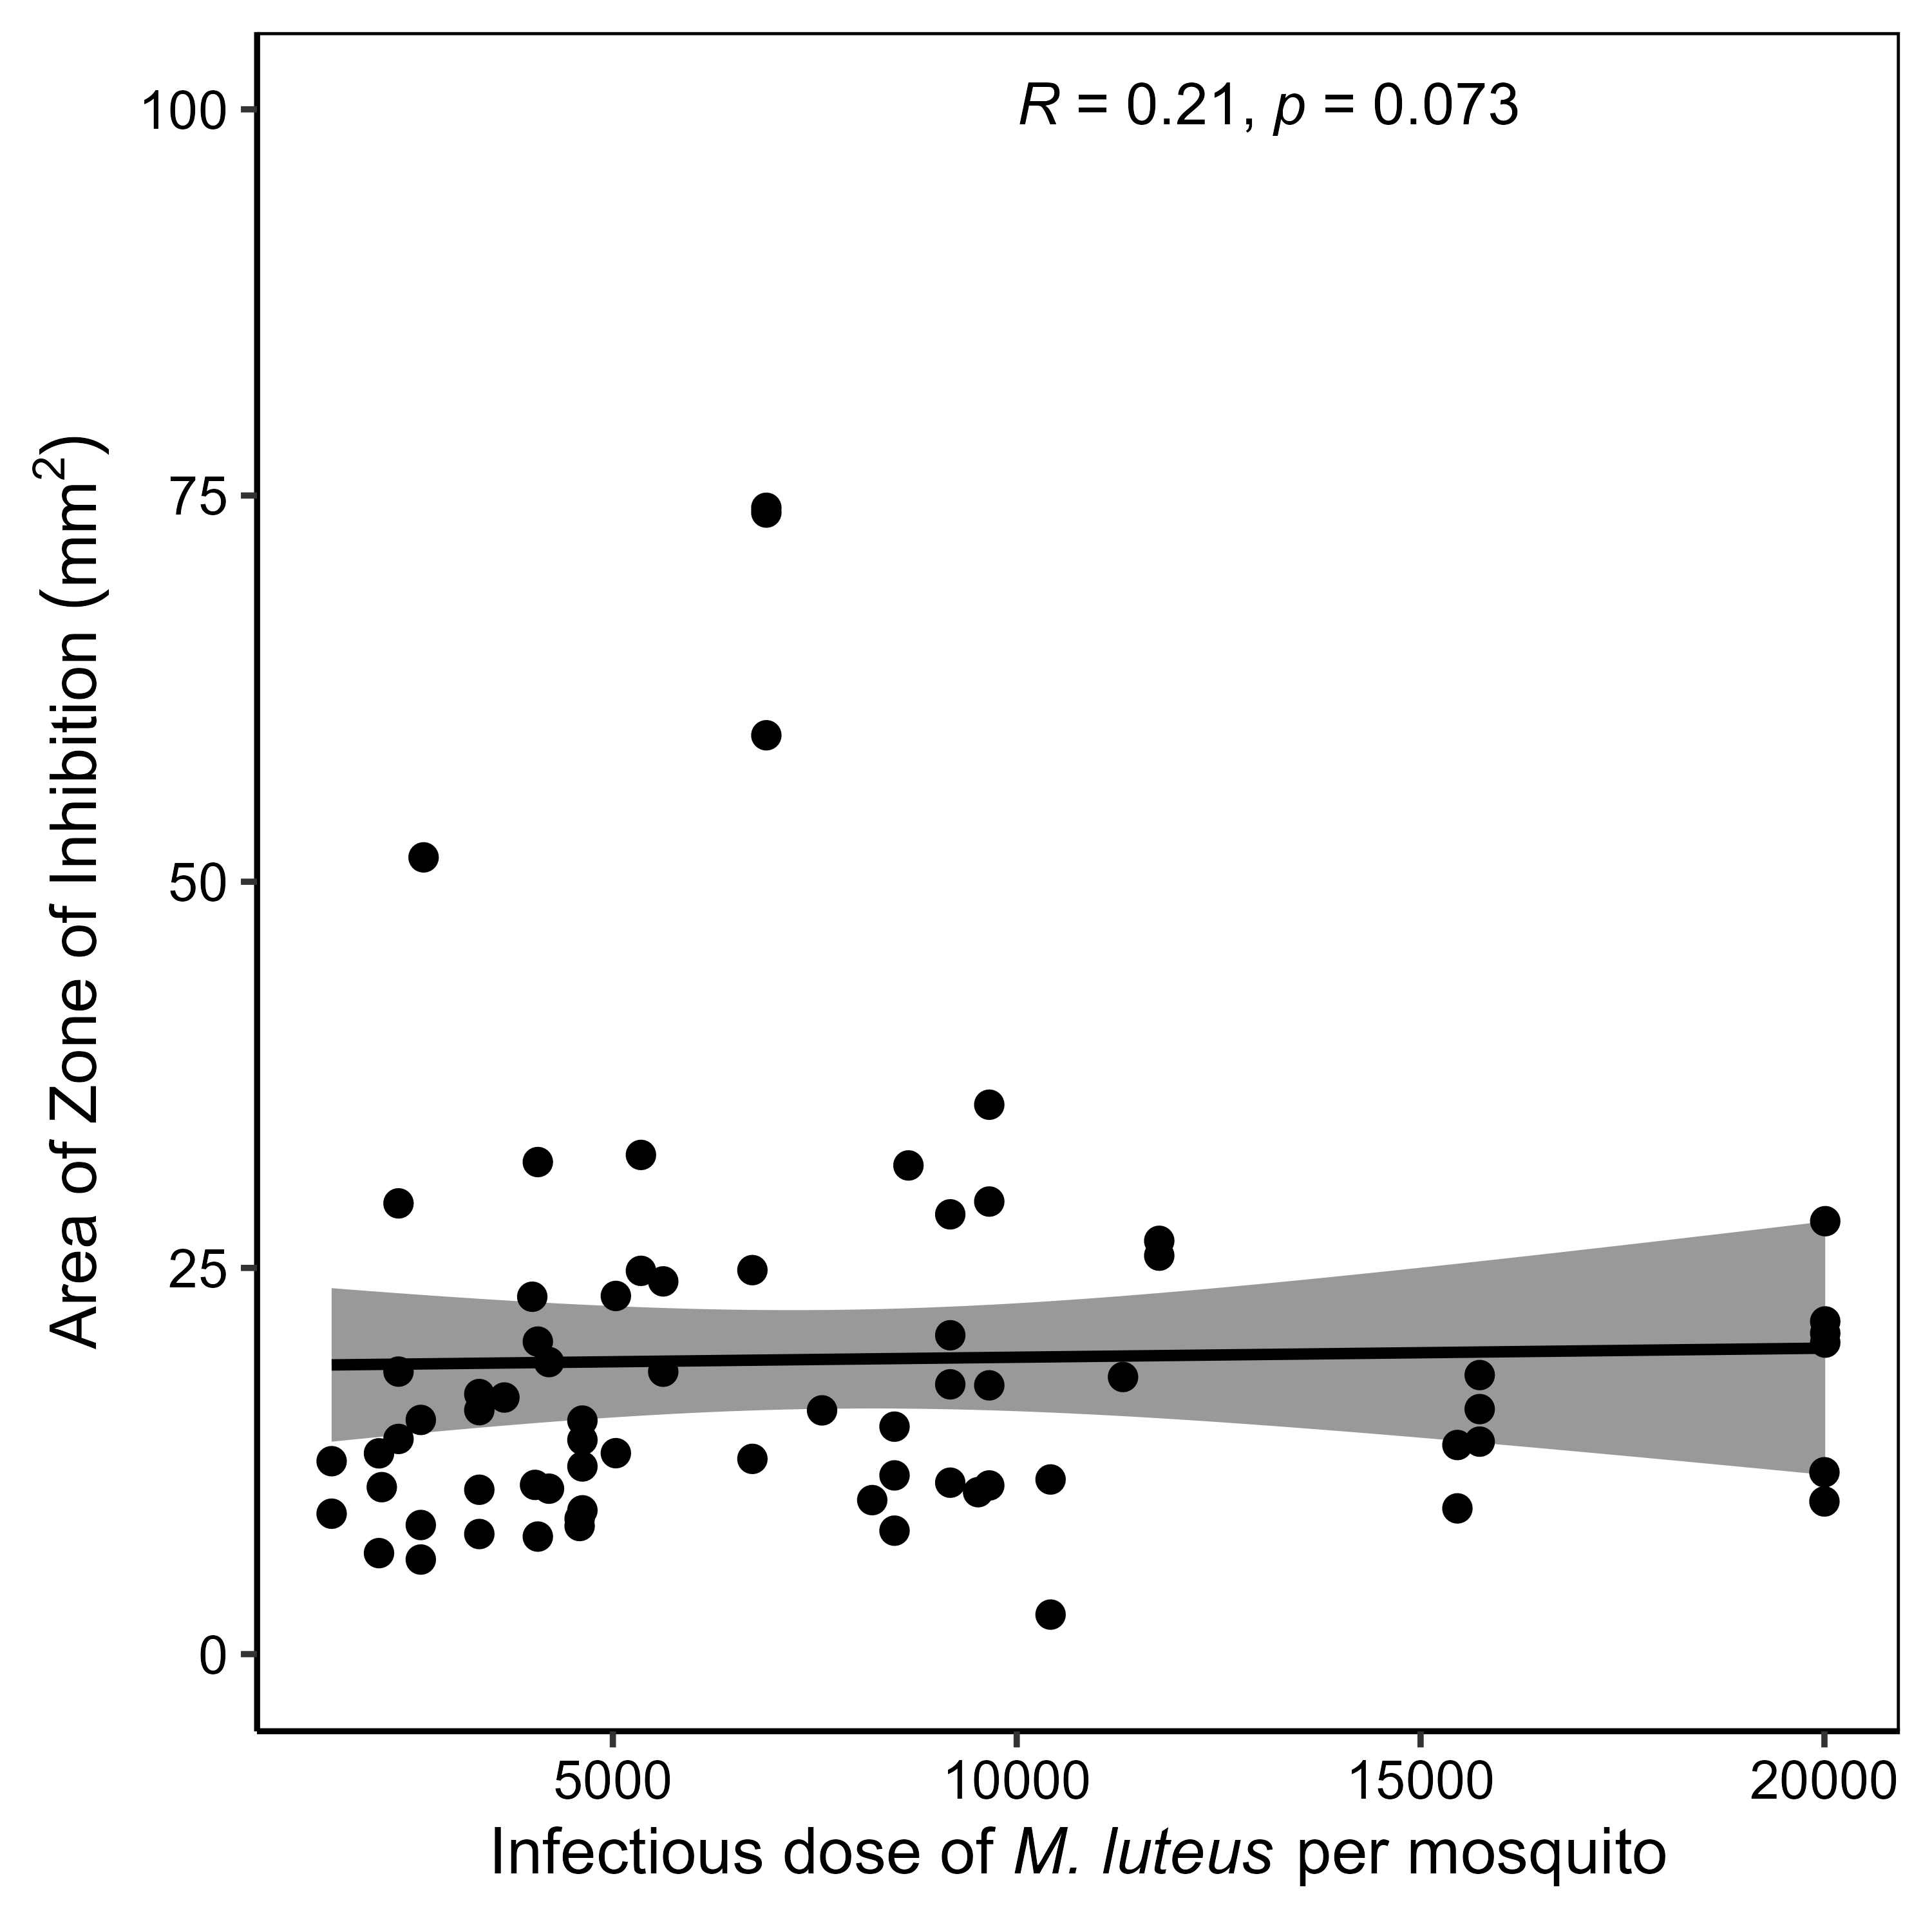 R = 0.21, p = 0.073
100
75
50
25
0
Area of Zone of Inhibition (mm²)
5000 10000 15000 20000
Infectious dose of M. luteus per mosquito